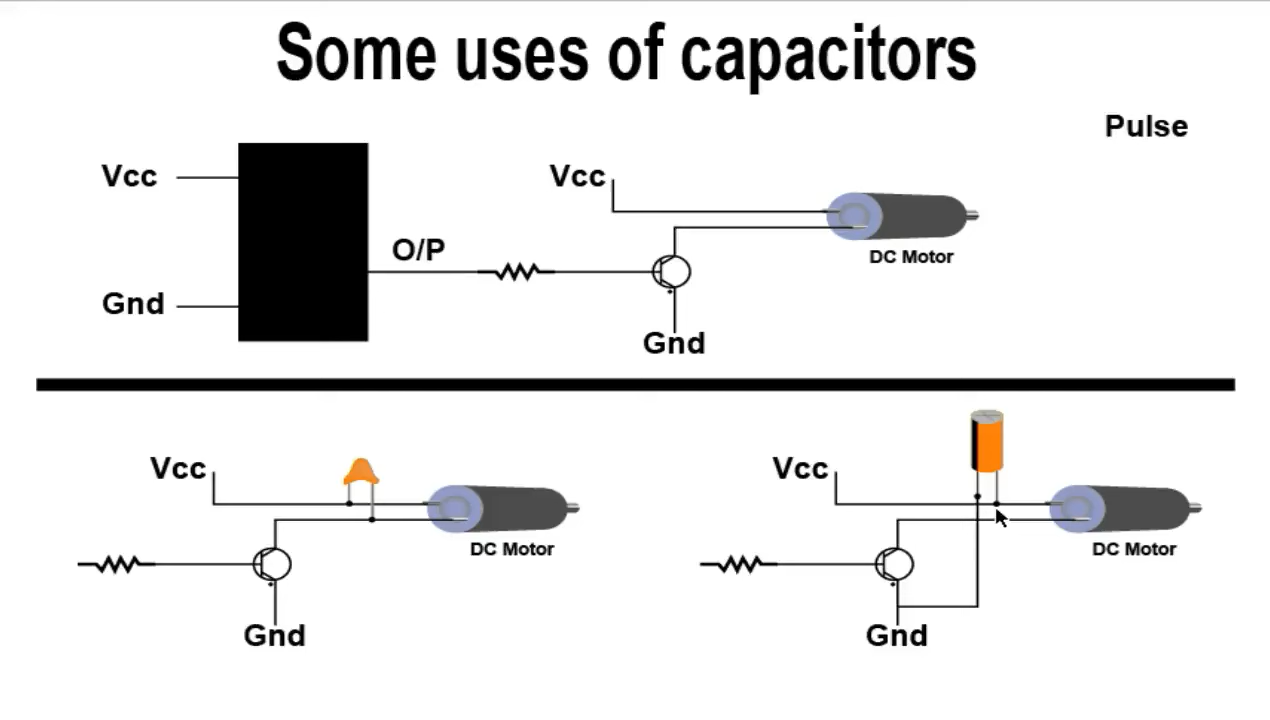 Some uses of capacitors
Pulse
Vcc
Vcc
O/P
DC Motor
Gnd
Gnd
Vcc
Vcc
DC Motor
DC Motor
Gnd
Gnd